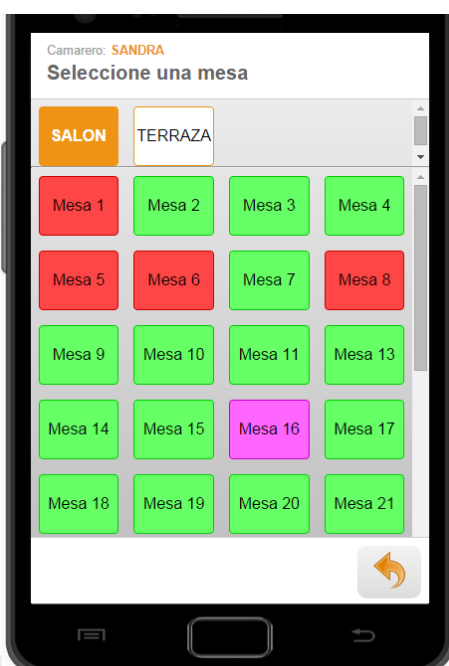 Camarero: SANDRA
Seleccione una mesa
SALON TERRAZA
Mesa 1 Mesa 2 Mesa 3 Mesa 4
Mesa 5 Mesa 6 Mesa 7 Mesa 8
Mesa 9 Mesa 10 Mesa 11 Mesa 13
Mesa 14 Mesa 15 Mesa 16 Mesa 17
Mesa 18 Mesa 19 Mesa 20 Mesa 21